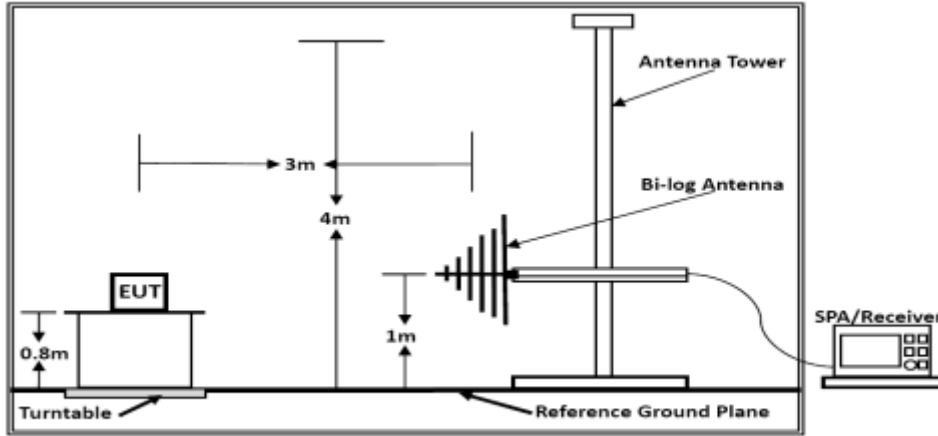 Antenna Tower
3m
Bi-log Antenna
4m
EUT
1m
SPA/Receiver
0.8m
Turntable
Reference Ground Plane